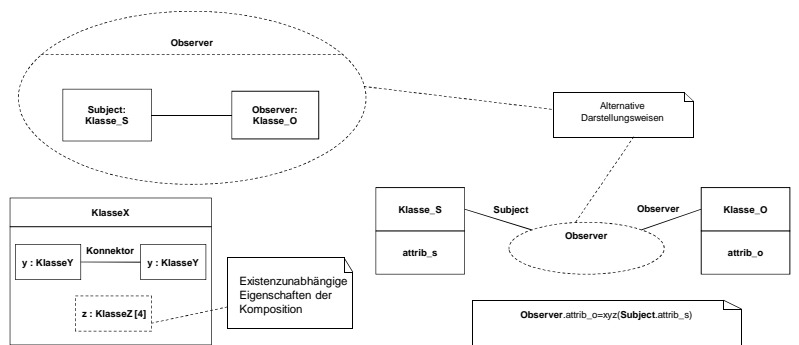 Observer
Subject:
Klasse_S
Observer:
Klasse_O
Alternative
Darstellungsweisen
KlasseX
y : KlasseY
Konnektor
y : KlasseY
z : KlasseZ [4]
Existenzunabhängige
Eigenschaften der
Komposition
Klasse_S
attrib_s
Subject
Observer
Observer
Klasse_O
attrib_o
Observer.attrib_o=xyz(Subject.attrib_s)